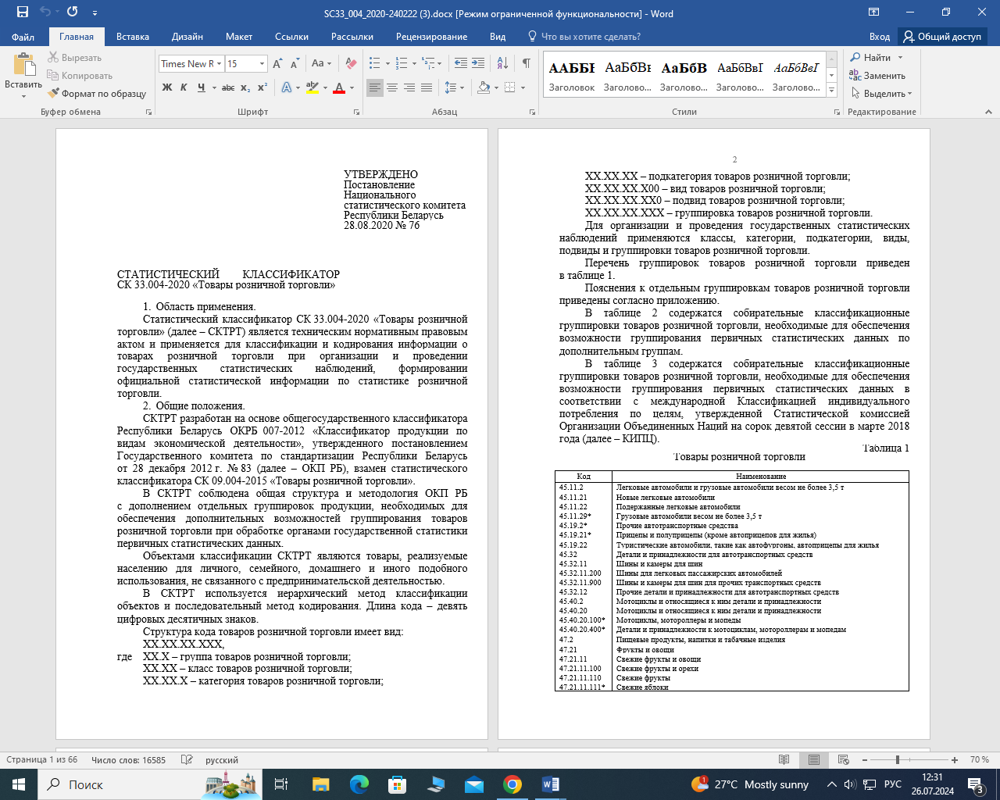 SC33_004_2020-240222 (3).docx [Режим ограниченной функциональности] - Word
Файл Главная Вставка Дизайн Макет Ссылки Рассылки Рецензирование Вид Что вы хотите сделать? Вход Общий доступ
Вставить
Вырезать
Копировать
Формат по образцу
Буфер обмена
Times New R 15
Ж К Ч abc x₂ x²
Шрифт
Абзац
ААББІ АаБбВв АаБбВ АаБбВвІ АаБбВвІ
Заголовок Заголово... Заголово... Заголово... Заголово...
Стили
Найти
Заменить
Выделить
Редактирование
УТВЕРЖДЕНО
Постановление
Национального
статистического комитета
Республики Беларусь
28.08.2020 № 76
СТАТИСТИЧЕСКИЙ КЛАССИФИКАТОР
СК 33.004-2020 «Товары розничной торговли»
1. Область применения.
Статистический классификатор СК 33.004-2020 «Товары розничной
торговли» (далее – СКТРТ) является техническим нормативным правовым
актом и применяется для классификации и кодирования информации о
товарах розничной торговли при организации и проведении
государственных статистических наблюдений, формировании
официальной статистической информации по статистике розничной
торговли.
2. Общие положения.
СКТРТ разработан на основе общегосударственного классификатора
Республики Беларусь ОКРБ 007-2012 «Классификатор продукции по
видам экономической деятельности», утвержденного постановлением
Государственного комитета по стандартизации Республики Беларусь
от 28 декабря 2012 г. № 83 (далее – ОКП РБ), взамен статистического
классификатора СК 09.004-2015 «Товары розничной торговли».
В СКТРТ соблюдена общая структура и методология ОКП РБ
с дополнением отдельных группировок продукции, необходимых для
обеспечения дополнительных возможностей группирования товаров
розничной торговли при обработке органами государственной статистики
первичных статистических данных.
Объектами классификации СКТРТ являются товары, реализуемые
населению для личного, семейного, домашнего и иного подобного
использования, не связанного с предпринимательской деятельностью.
В СКТРТ используется иерархический метод классификации
объектов и последовательный метод кодирования. Длина кода – девять
цифровых десятичных знаков.
Структура кода товаров розничной торговли имеет вид:
XX.XX.XX.XXX,
где XX.X – группа товаров розничной торговли;
XX.XX – класс товаров розничной торговли;
XX.XX.X – категория товаров розничной торговли;
2
XX.XX.XX – подкатегория товаров розничной торговли;
XX.XX.XX.X00 – вид товаров розничной торговли;
XX.XX.XX.XX0 – подвид товаров розничной торговли;
XX.XX.XX.XXX – группировка товаров розничной торговли.
Для организации и проведения государственных статистических
наблюдений применяются классы, категории, подкатегории, виды,
подвиды и группировки товаров розничной торговли.
Перечень группировок товаров розничной торговли приведен
в таблице 1.
Пояснения к отдельным группировкам товаров розничной торговли
приведены согласно приложению.
В таблице 2 содержатся собирательные классификационные
группировки товаров розничной торговли, необходимые для обеспечения
возможности группирования первичных статистических данных по
дополнительным группам.
В таблице 3 содержатся собирательные классификационные
группировки товаров розничной торговли, необходимые для обеспечения
возможности группирования первичных статистических данных в
соответствии с международной Классификацией индивидуального
потребления по целям, утвержденной Статистической комиссией
Организации Объединенных Наций на сорок девятой сессии в марте 2018
года (далее – КИПЦ).
Таблица 1
Товары розничной торговли
Код Наименование
45.11.2 Легковые автомобили и грузовые автомобили весом не более 3,5 т
45.11.21 Новые легковые автомобили
45.11.22 Подержанные легковые автомобили
45.11.29* Грузовые автомобили весом не более 3,5 т
45.19.2* Прочие автотранспортные средства
45.19.21* Прицепы и полуприцепы (кроме автоприцепов для жилья)
45.19.22 Туристические автомобили, такие как автофургоны, автоприцепы для жилья
45.32 Детали и принадлежности для автотранспортных средств
45.32.11 Шины и камеры для шин
45.32.11.200 Шины для легковых пассажирских автомобилей
45.32.11.900 Шины и камеры для шин для прочих транспортных средств
45.32.12 Прочие детали и принадлежности для автотранспортных средств
45.40.2 Мотоциклы и относящиеся к ним детали и принадлежности
45.40.20 Мотоциклы и относящиеся к ним детали и принадлежности
45.40.20.100* Мотоциклы, мотороллеры и мопеды
45.40.20.400* Детали и принадлежности к мотоциклам, мотороллерам и мопедам
47.2 Пищевые продукты, напитки и табачные изделия
47.21 Фрукты и овощи
47.21.11 Свежие фрукты и овощи
47.21.11.100 Свежие фрукты и орехи
47.21.11.110 Свежие фрукты
47.21.11.111* Свежие яблоки
Страница 1 из 66 Число слов: 16585 русский 70 %
Поиск 27°C Mostly sunny РУС 12:31
26.07.2024
1
3